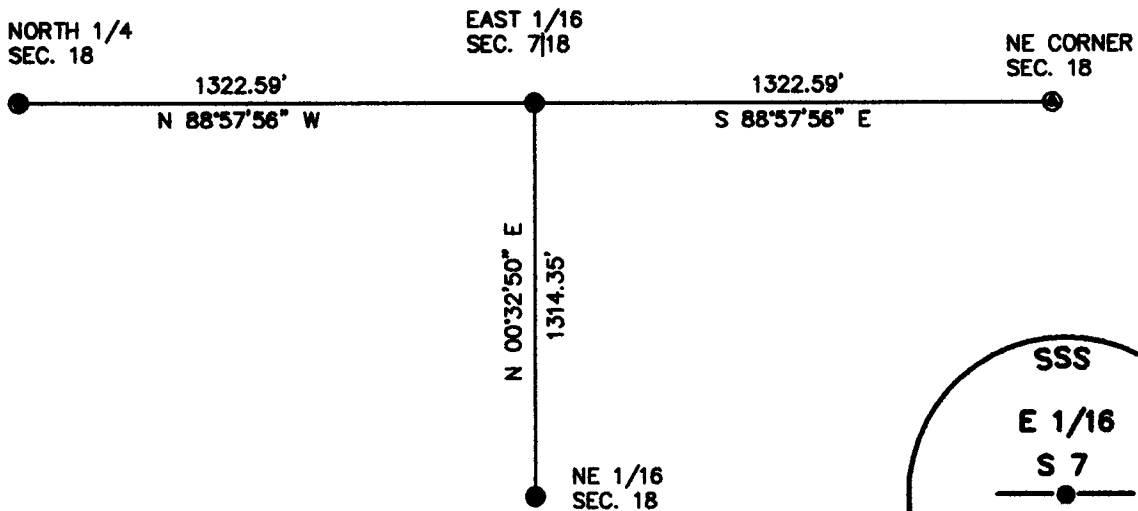 NORTH 1/4
SEC. 18
EAST 1/16
SEC. 7|18
NE CORNER
SEC. 18
1322.59'
N 88°57'56" W
1322.59'
S 88°57'56" E
N 00°32'50" E
1314.35'
NE 1/16
SEC. 18
SSS
E 1/16
S 7